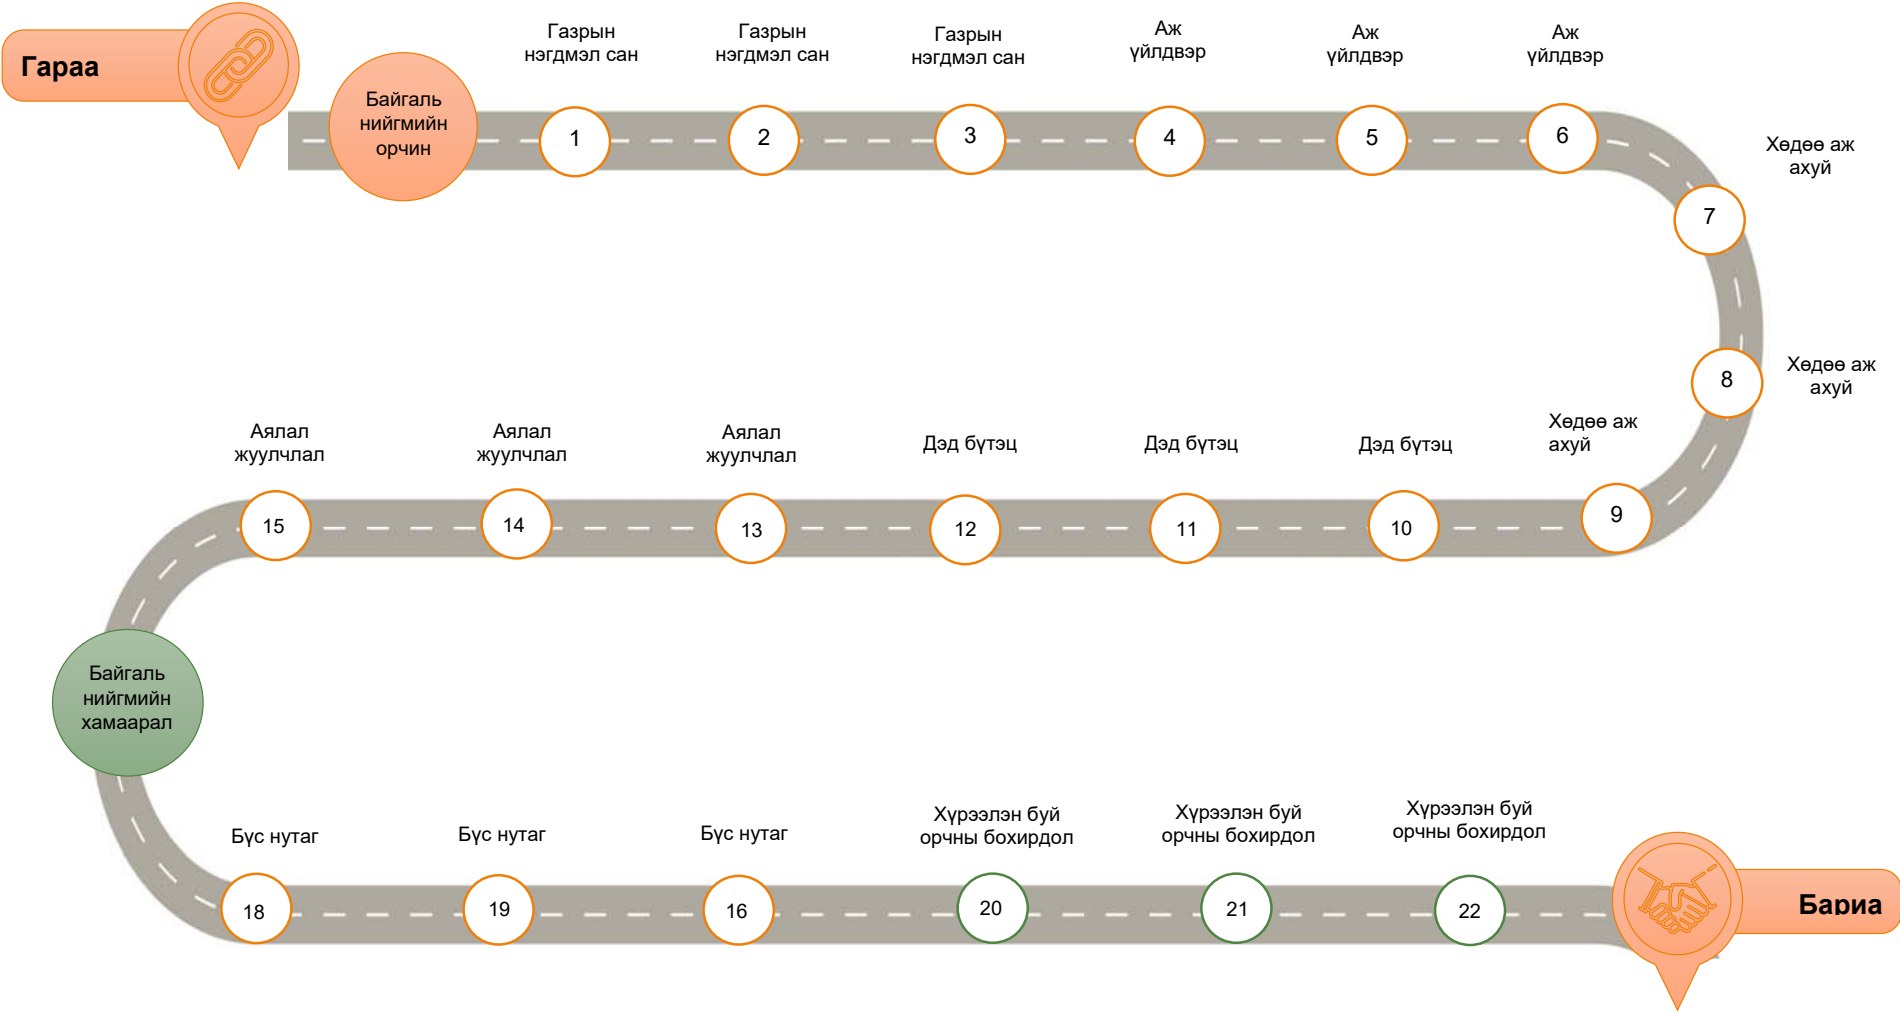 Гараа
Байгаль
нийгмийн
орчин
Газрын
нэгдмэл сан
Газрын
нэгдмэл сан
Газрын
нэгдмэл сан
Аж
үйлдвэр
Аж
үйлдвэр
Аж
үйлдвэр
1
2
3
4
5
6
Хөдөө аж
ахуй
7
Хөдөө аж
ахуй
8
Хөдөө аж
ахуй
9
Дэд бүтэц
10
Дэд бүтэц
11
Дэд бүтэц
12
Аялал
жуулчлал
13
Аялал
жуулчлал
14
Аялал
жуулчлал
15
Байгаль
нийгмийн
хамаарал
Бүс нутаг
18
Бүс нутаг
19
Бүс нутаг
16
Хүрээлэн буй
орчны бохирдол
20
Хүрээлэн буй
орчны бохирдол
21
Хүрээлэн буй
орчны бохирдол
22
Бариа